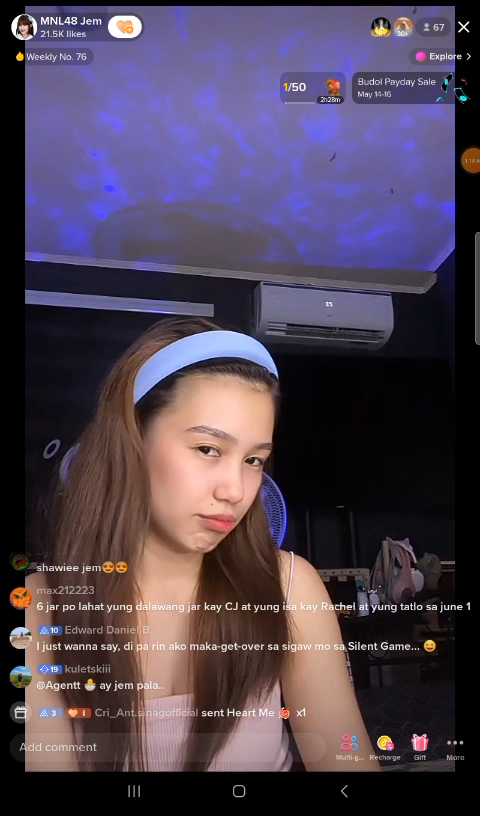 MNL48 Jem
21.5K likes
30+
67
Weekly No. 76
Explore
1/50
2h28m
Budol Payday Sale
May 14-16
shawiee jem😍😍
max212223
6 jar po lahat yung dalawang jar kay CJ at yung isa kay Rachel at yung tatlo sa june 1
10 Edward Daniel B.
I just wanna say, di pa rin ako maka-get-over sa sigaw mo sa Silent Game... 😄
19 kuletskiii
@Agentt 🐣 ay jem pala..
3 I Cri_Ant.sinagofficial sent Heart Me x1
Add comment
Multi-g...
Recharge
Gift
More